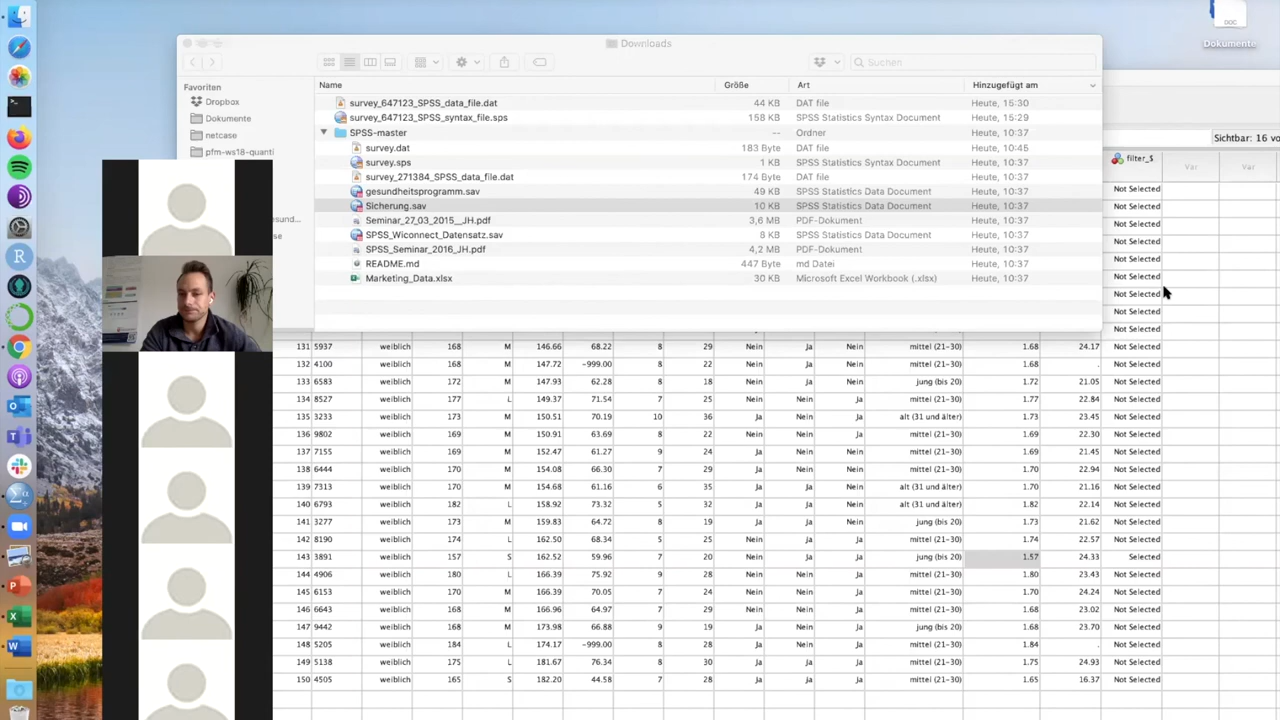 DOC
Dokumente
Downloads
Suchen
Favoriten
Dropbox
Dokumente
netcase
pfm-ws18-quanti
Name Größe Art Hinzugefügt am
survey_647123_SPSS_data_file.dat 44 KB DAT file Heute, 15:30
survey_647123_SPSS_syntax_file.sps 158 KB SPSS Statistics Syntax Document Heute, 15:29
SPSS-master -- Ordner Heute, 10:37
survey.dat 183 Byte DAT file Heute, 10:45
survey.sps 1 KB SPSS Statistics Syntax Document Heute, 10:37
survey_271384_SPSS_data_file.dat 174 Byte DAT file Heute, 10:37
gesundheitsprogramm.sav 49 KB SPSS Statistics Data Document Heute, 10:37
Sicherung.sav 10 KB SPSS Statistics Data Document Heute, 10:37
Seminar_27_03_2015__JH.pdf 3,6 MB PDF-Dokument Heute, 10:37
SPSS_Wiconnect_Datensatz.sav 8 KB SPSS Statistics Data Document Heute, 10:37
SPSS_Seminar_2016_JH.pdf 4,2 MB PDF-Dokument Heute, 10:37
README.md 447 Byte md Datei Heute, 10:37
Marketing_Data.xlsx 30 KB Microsoft Excel Workbook (.xlsx) Heute, 10:37
Sichtbar: 16 vo
filter_$ Var Var
Not Selected
Not Selected
Not Selected
Not Selected
Not Selected
Not Selected
Not Selected
Not Selected
Not Selected
131 5937 weiblich 168 M 146.66 68.22 8 29 Nein Ja Nein mittel (21-30) 1.68 24.17 Not Selected
132 4100 weiblich 168 M 147.72 -999.00 8 22 Nein Ja Nein mittel (21-30) 1.68 . Not Selected
133 6583 weiblich 172 M 147.93 62.28 8 18 Nein Ja Ja jung (bis 20) 1.72 21.05 Not Selected
134 8527 weiblich 177 L 149.37 71.54 7 25 Nein Nein Ja mittel (21-30) 1.77 22.84 Not Selected
135 3233 weiblich 173 M 150.51 70.19 10 36 Ja Nein Ja alt (31 und älter) 1.73 23.45 Not Selected
136 9802 weiblich 169 M 150.91 63.69 8 22 Nein Ja Nein mittel (21-30) 1.69 22.30 Not Selected
137 7155 weiblich 169 M 152.47 61.27 9 24 Nein Ja Ja mittel (21-30) 1.69 21.45 Not Selected
138 6444 weiblich 170 M 154.08 66.30 7 29 Nein Ja Ja mittel (21-30) 1.70 22.94 Not Selected
139 7313 weiblich 170 M 154.68 61.16 6 35 Ja Ja Nein alt (31 und älter) 1.70 21.16 Not Selected
140 6793 weiblich 182 L 158.92 73.32 5 32 Ja Ja Ja alt (31 und älter) 1.82 22.14 Not Selected
141 3277 weiblich 173 M 159.83 64.72 8 19 Ja Ja Nein jung (bis 20) 1.73 21.62 Not Selected
142 8190 weiblich 174 L 162.50 68.34 5 25 Nein Ja Ja mittel (21-30) 1.74 22.57 Not Selected
143 3891 weiblich 157 S 162.52 59.96 7 20 Nein Nein Ja jung (bis 20) 1.57 24.33 Selected
144 4906 weiblich 180 L 166.39 75.92 9 28 Nein Nein Ja mittel (21-30) 1.80 23.43 Not Selected
145 6153 weiblich 170 L 166.39 70.05 7 24 Nein Ja Ja mittel (21-30) 1.70 24.24 Not Selected
146 6643 weiblich 168 M 166.96 64.97 7 29 Nein Ja Ja mittel (21-30) 1.68 23.02 Not Selected
147 9442 weiblich 168 M 173.98 66.88 9 19 Nein Ja Ja jung (bis 20) 1.68 23.70 Not Selected
148 5205 weiblich 184 L 174.17 -999.00 8 28 Nein Ja Ja mittel (21-30) 1.84 . Not Selected
149 5138 weiblich 175 L 181.67 76.34 8 30 Ja Ja Ja mittel (21-30) 1.75 24.93 Not Selected
150 4505 weiblich 165 S 182.20 44.58 7 28 Ja Ja Ja mittel (21-30) 1.65 16.37 Not Selected